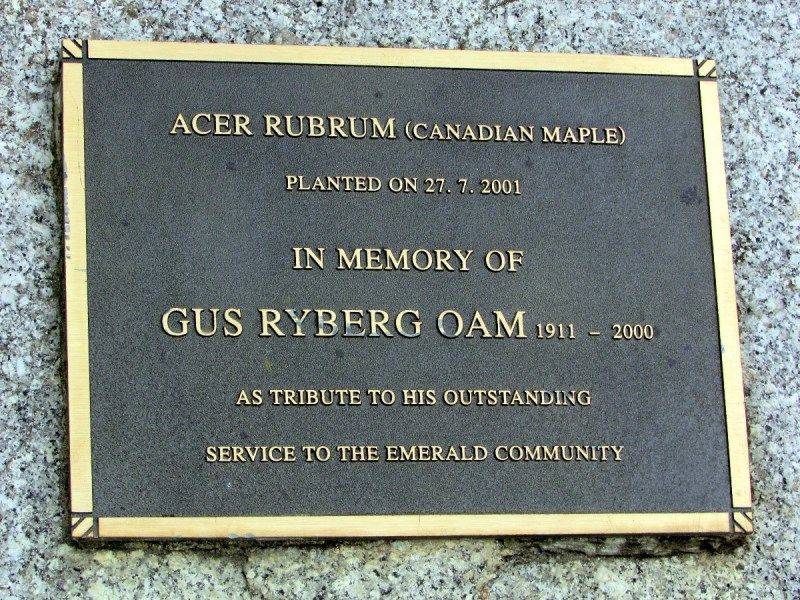 ACER RUBRUM (CANADIAN MAPLE)
PLANTED ON 27. 7. 2001
IN MEMORY OF
GUS RYBERG OAM 1911 – 2000
AS TRIBUTE TO HIS OUTSTANDING
SERVICE TO THE EMERALD COMMUNITY